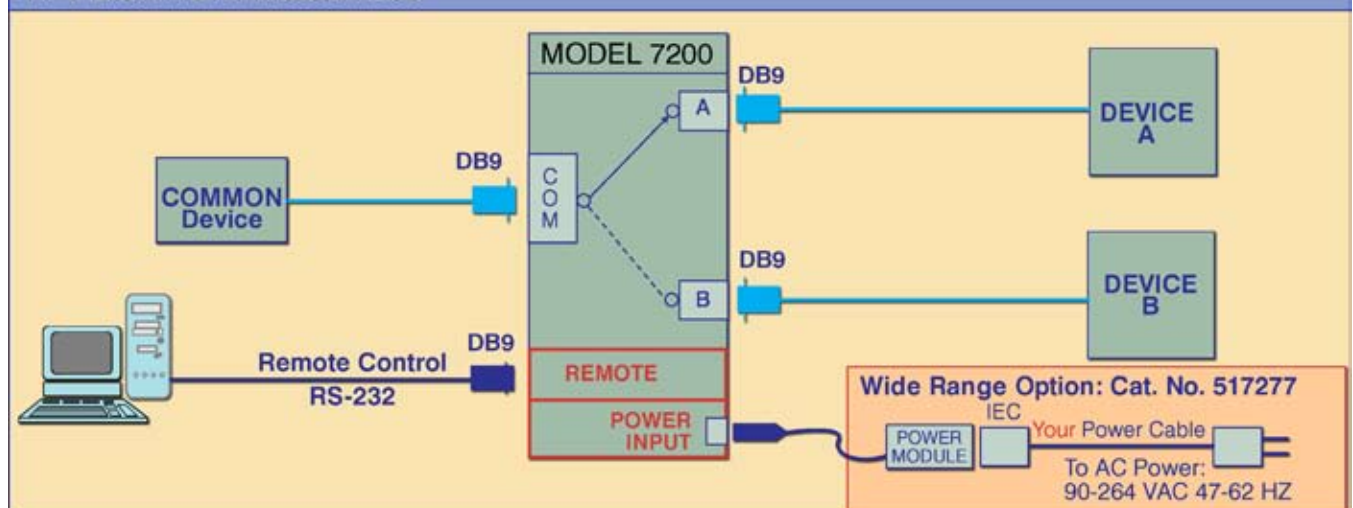 MODEL 7200
DB9
A
DEVICE
A
DB9
COMMON
Device
C
O
M
DB9
B
DEVICE
B
DB9
Remote Control
RS-232
REMOTE
POWER
INPUT
Wide Range Option: Cat. No. 517277
IEC
POWER
MODULE
Your Power Cable
To AC Power:
90-264 VAC 47-62 HZ